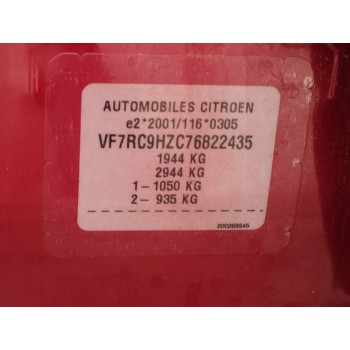 AUTOMOBILES CITROEN
e2*2001/116*0305
VF7RC9HZC76822435
1944 KG
2944 KG
1- 1050 KG
2- 935 KG